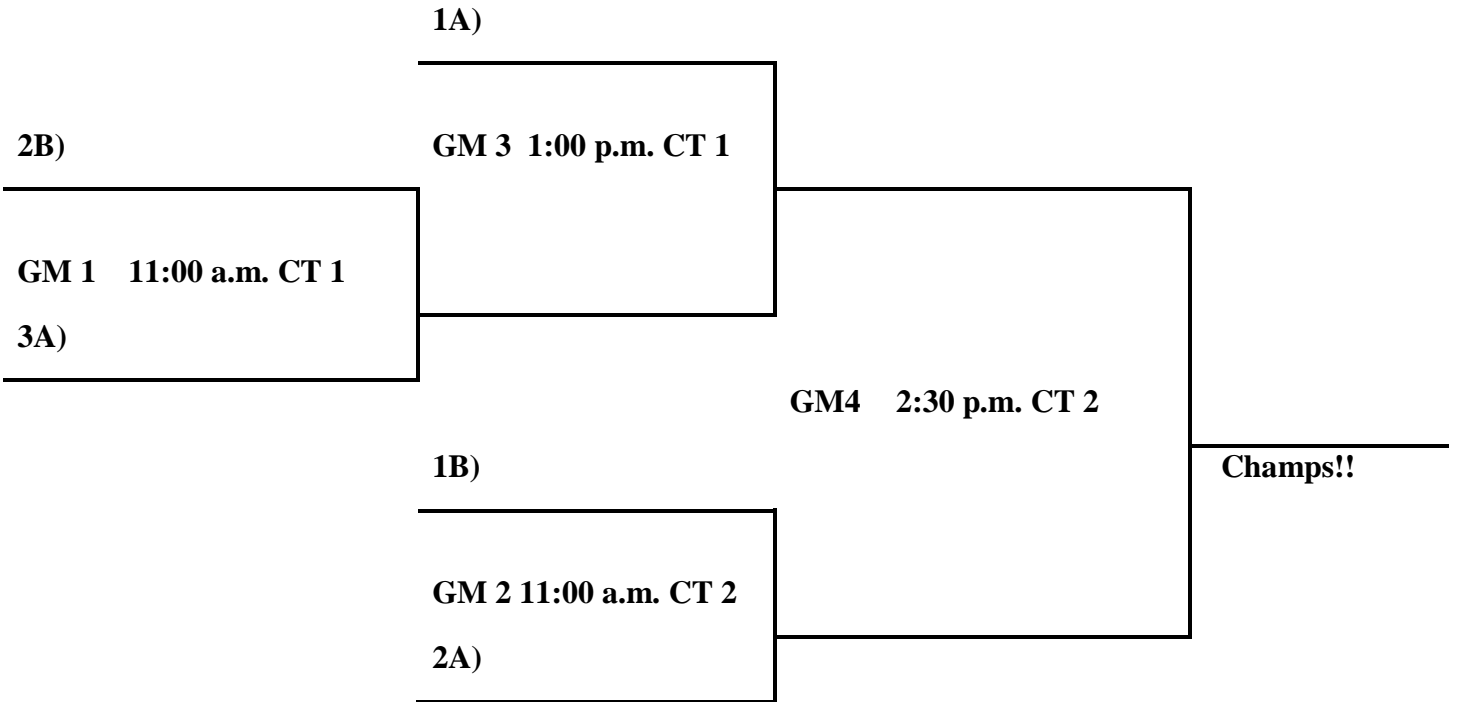 1A)
2B)
GM 3 1:00 p.m. CT 1
GM 1 11:00 a.m. CT 1
3A)
GM4 2:30 p.m. CT 2
1B)
Champs!!
GM 2 11:00 a.m. CT 2
2A)